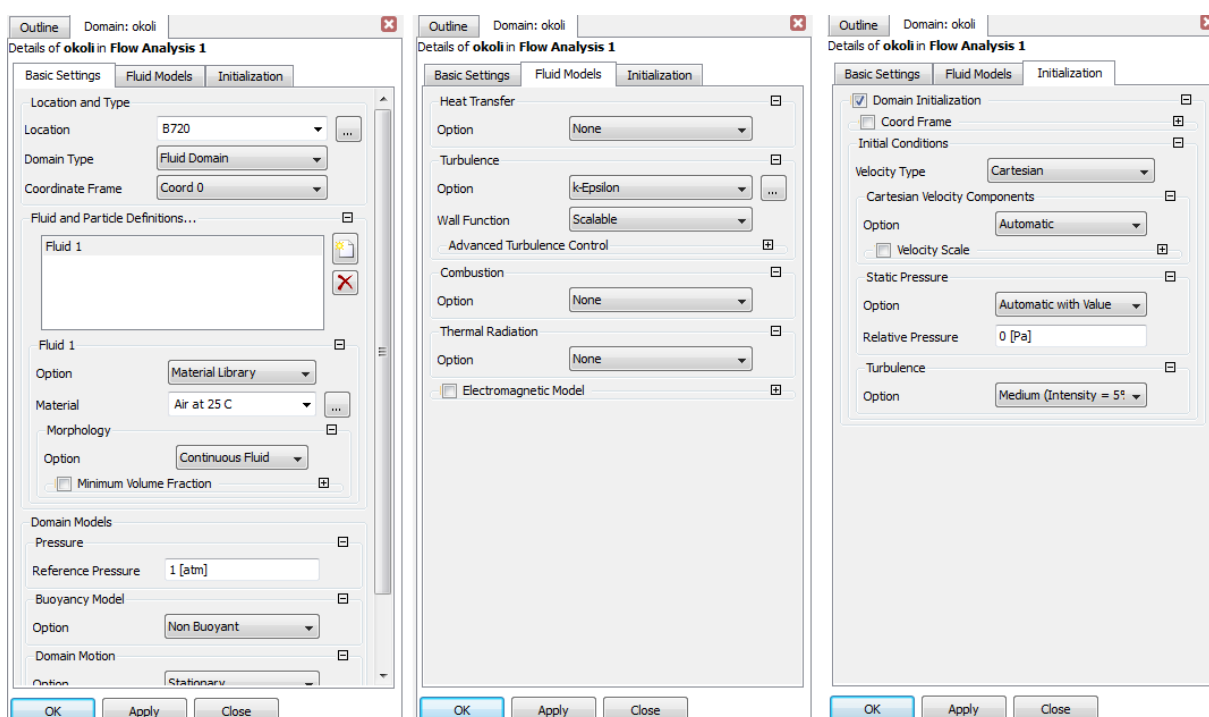 Outline Domain: okoli
Details of okoli in Flow Analysis 1
Basic Settings Fluid Models Initialization
Location and Type
Location B720 ...
Domain Type Fluid Domain
Coordinate Frame Coord 0
Fluid and Particle Definitions...
Fluid 1
Fluid 1
Option Material Library
Material Air at 25 C ...
Morphology
Option Continuous Fluid
Minimum Volume Fraction
Domain Models
Pressure
Reference Pressure 1 [atm]
Buoyancy Model
Option Non Buoyant
Domain Motion
Option Stationary
OK Apply Close
Outline Domain: okoli
Details of okoli in Flow Analysis 1
Basic Settings Fluid Models Initialization
Heat Transfer
Option None
Turbulence
Option k-Epsilon ...
Wall Function Scalable
Advanced Turbulence Control
Combustion
Option None
Thermal Radiation
Option None
Electromagnetic Model
OK Apply Close
Outline Domain: okoli
Details of okoli in Flow Analysis 1
Basic Settings Fluid Models Initialization
Domain Initialization
Coord Frame
Initial Conditions
Velocity Type Cartesian
Cartesian Velocity Components
Option Automatic
Velocity Scale
Static Pressure
Option Automatic with Value
Relative Pressure 0 [Pa]
Turbulence
Option Medium (Intensity = 5%
OK Apply Close